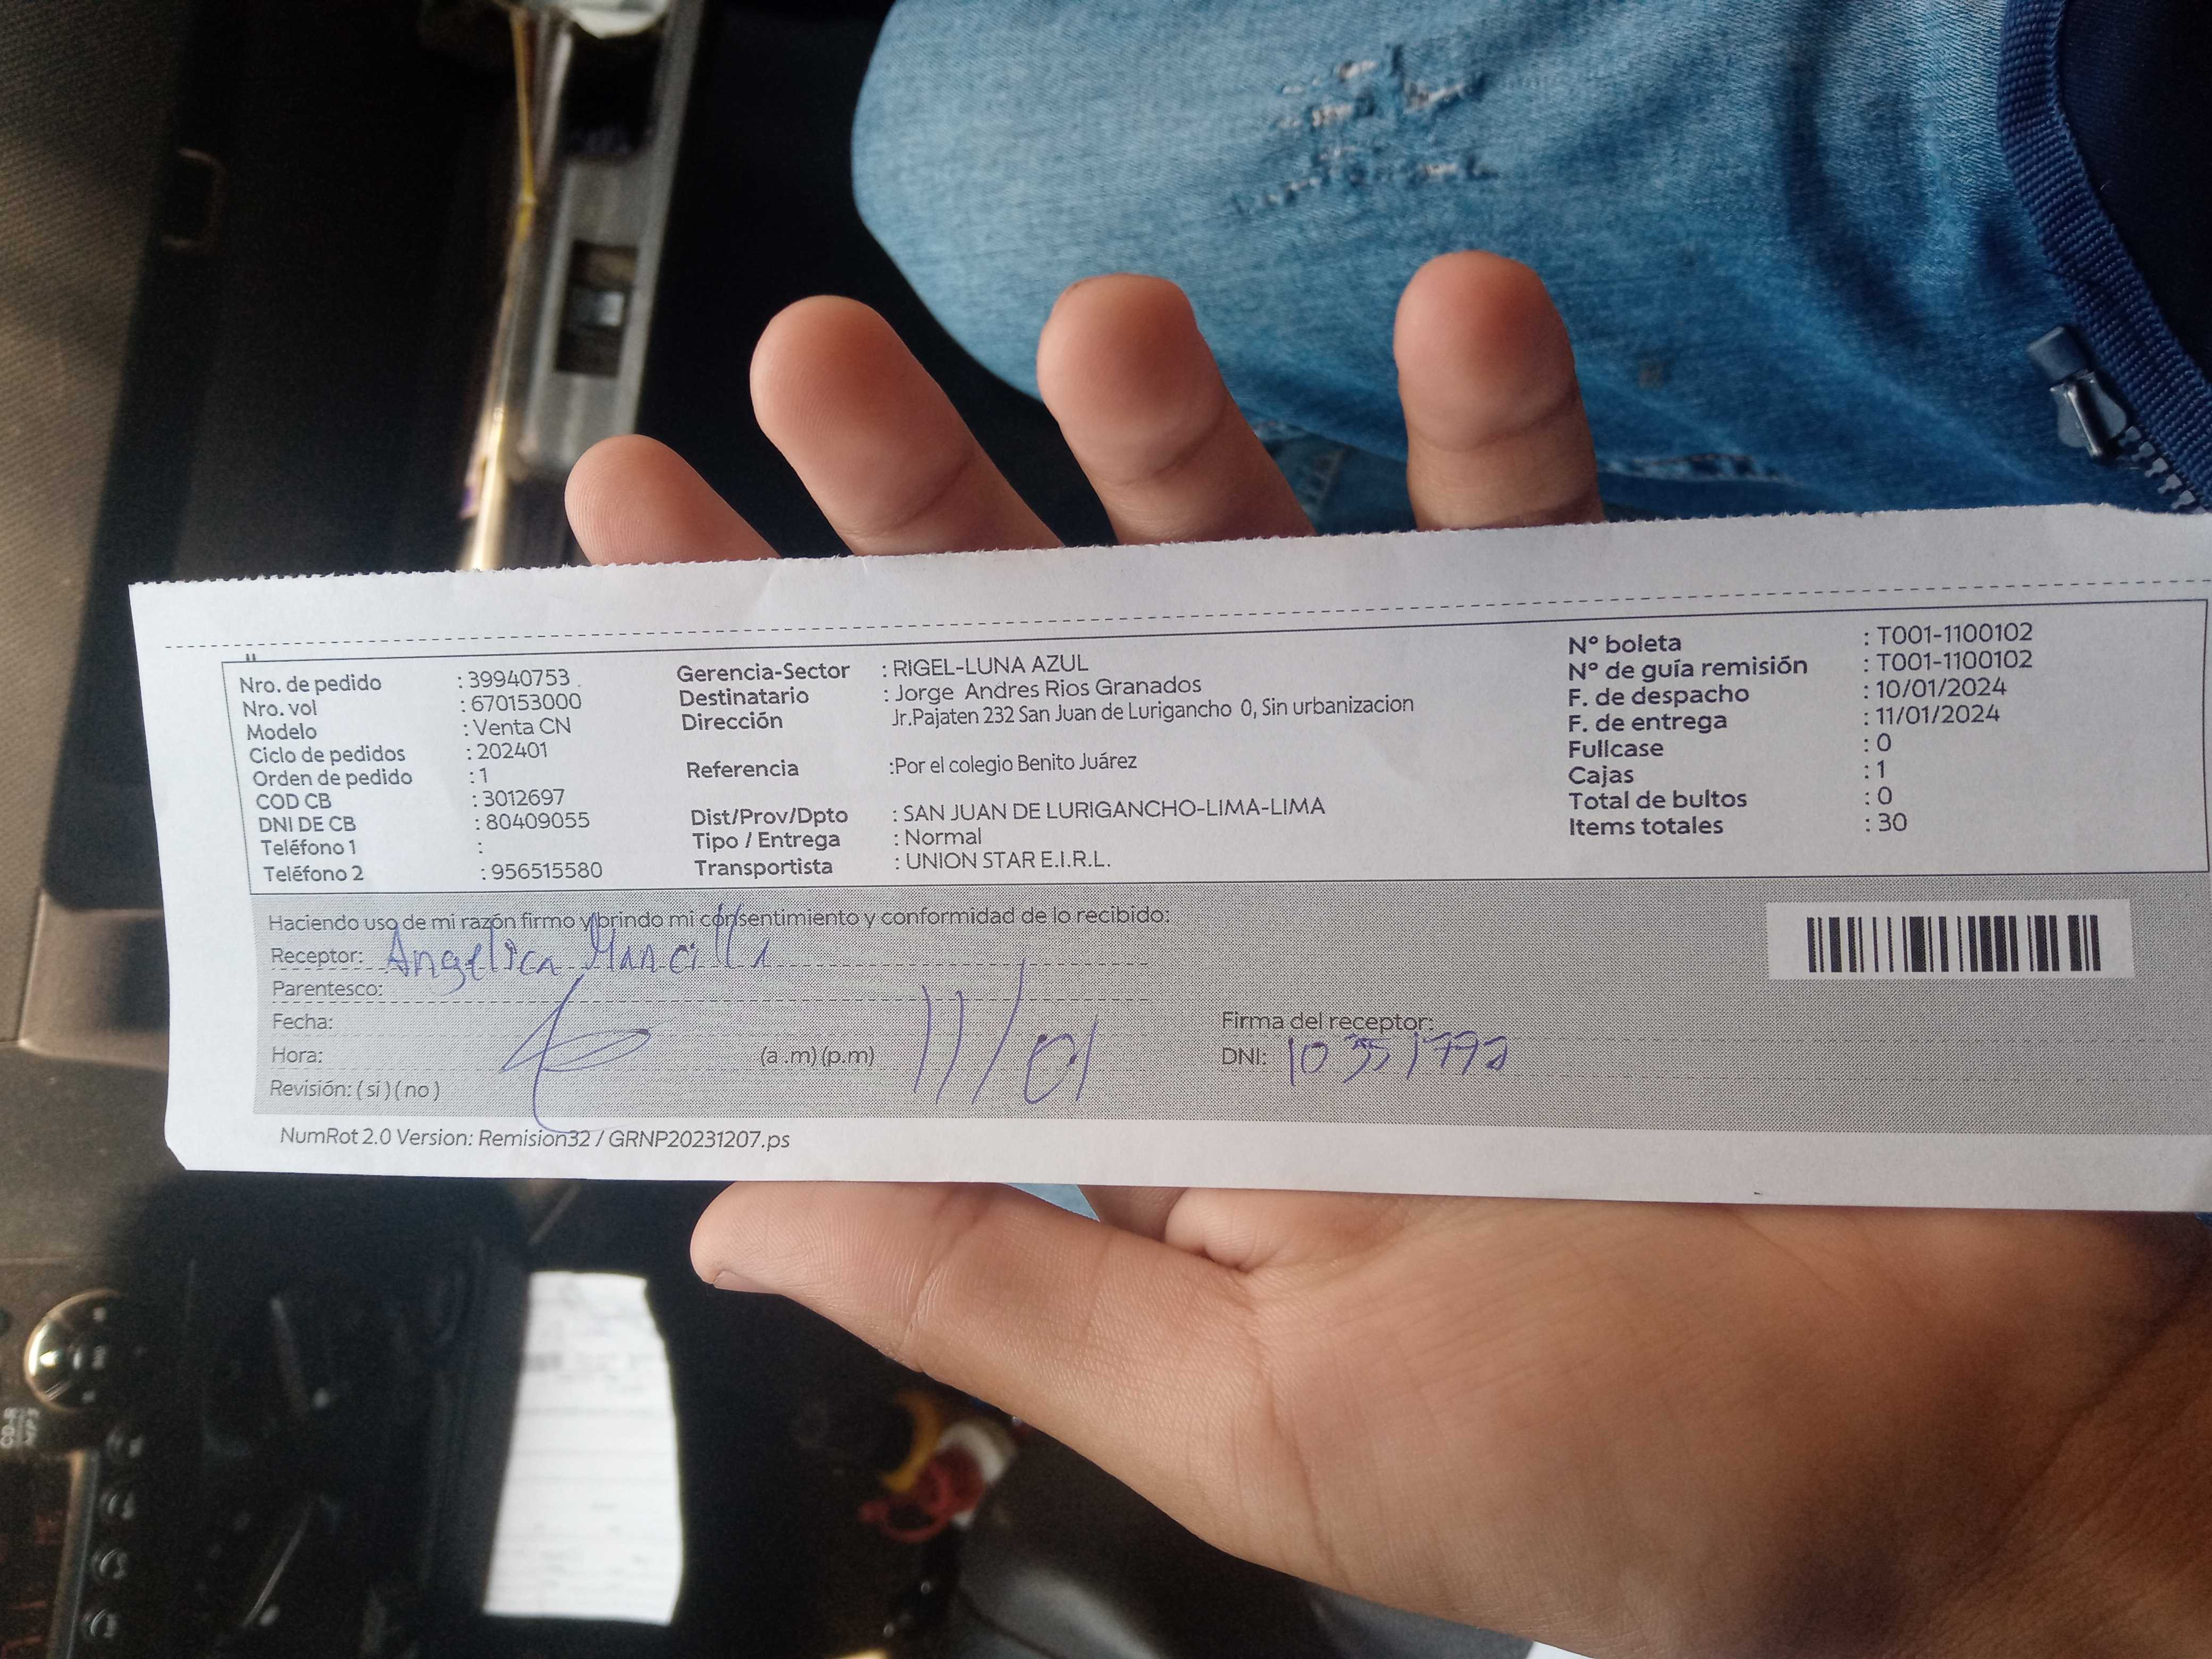 Nro. de pedido : 39940753
Nro. vol : 670153000
Modelo : Venta CN
Ciclo de pedidos : 202401
Orden de pedido : 1
COD CB : 3012697
DNI DE CB : 80409055
Teléfono 1 :
Teléfono 2 : 956515580
Gerencia-Sector : RIGEL-LUNA AZUL
Destinatario : Jorge Andres Rios Granados
Dirección Jr.Pajaten 232 San Juan de Lurigancho 0, Sin urbanizacion
Referencia :Por el colegio Benito Juárez
Dist/Prov/Dpto : SAN JUAN DE LURIGANCHO-LIMA-LIMA
Tipo / Entrega : Normal
Transportista : UNION STAR E.I.R.L.
Nº boleta : T001-1100102
Nº de guía remisión : T001-1100102
F. de despacho : 10/01/2024
F. de entrega : 11/01/2024
Fullcase : 0
Cajas : 1
Total de bultos : 0
Items totales : 30
Haciendo uso de mi razón firmo y brindo mi consentimiento y conformidad de lo recibido:
Receptor: Angelica Mancilla
Parentesco:
Fecha:
Hora: (a .m) (p.m) 11/01
Revisión: ( si ) ( no )
Firma del receptor:
DNI: 10351772
NumRot 2.0 Version: Remision32 / GRNP20231207.ps